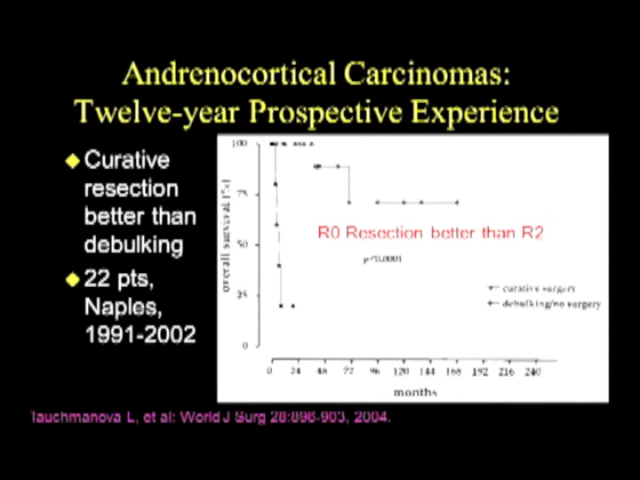 Andrenocortical Carcinomas:
Twelve-year Prospective Experience
◆ Curative
resection
better than
debulking
◆ 22 pts,
Naples,
1991-2002
overall survival (%)
100
75
50
25
0
R0 Resection better than R2
p<0.0001
curative surgery
debulking/no surgery
0 24 48 72 96 120 144 168 192 216 240
months
Tauchmanova L, et al: World J Surg 28:896-903, 2004.